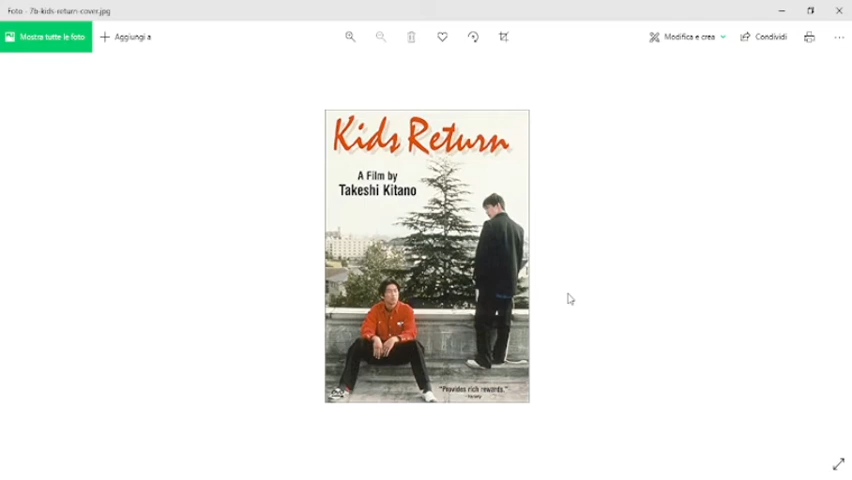 Foto - 7b-kids-return-cover.jpg
Mostra tutte le foto
Aggiungi a
Modifica e crea
Condividi
Kids Return
A Film by
Takeshi Kitano
"Provides rich rewards."